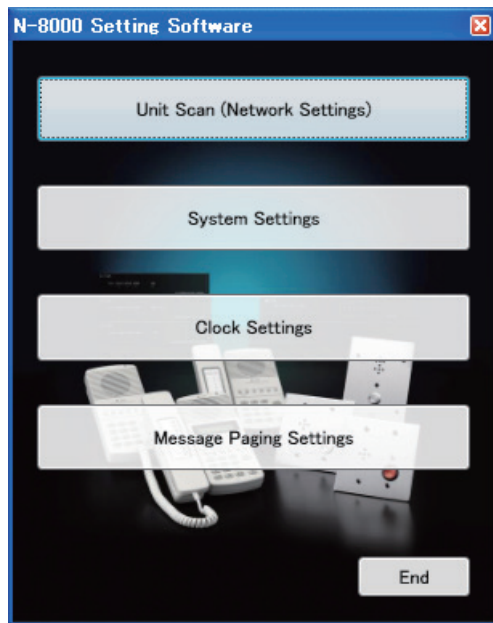 N-8000 Setting Software
Unit Scan (Network Settings)
System Settings
Clock Settings
Message Paging Settings
End